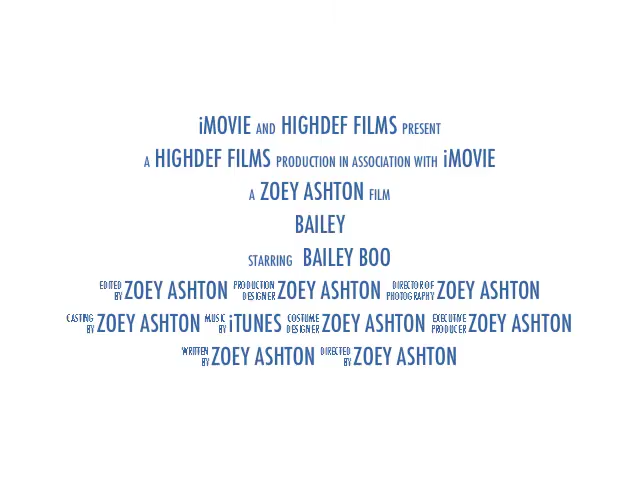 iMOVIE AND HIGHDEF FILMS PRESENT
A HIGHDEF FILMS PRODUCTION IN ASSOCIATION WITH iMOVIE
A ZOEY ASHTON FILM
BAILEY
STARRING BAILEY BOO
EDITED BY ZOEY ASHTON PRODUCTION DESIGNER ZOEY ASHTON DIRECTOR OF PHOTOGRAPHY ZOEY ASHTON
CASTING BY ZOEY ASHTON MUSIK BY iTUNES COSTUME DESIGNER ZOEY ASHTON EXECUTIVE PRODUCER ZOEY ASHTON
WRITTEN BY ZOEY ASHTON DIRECTED BY ZOEY ASHTON